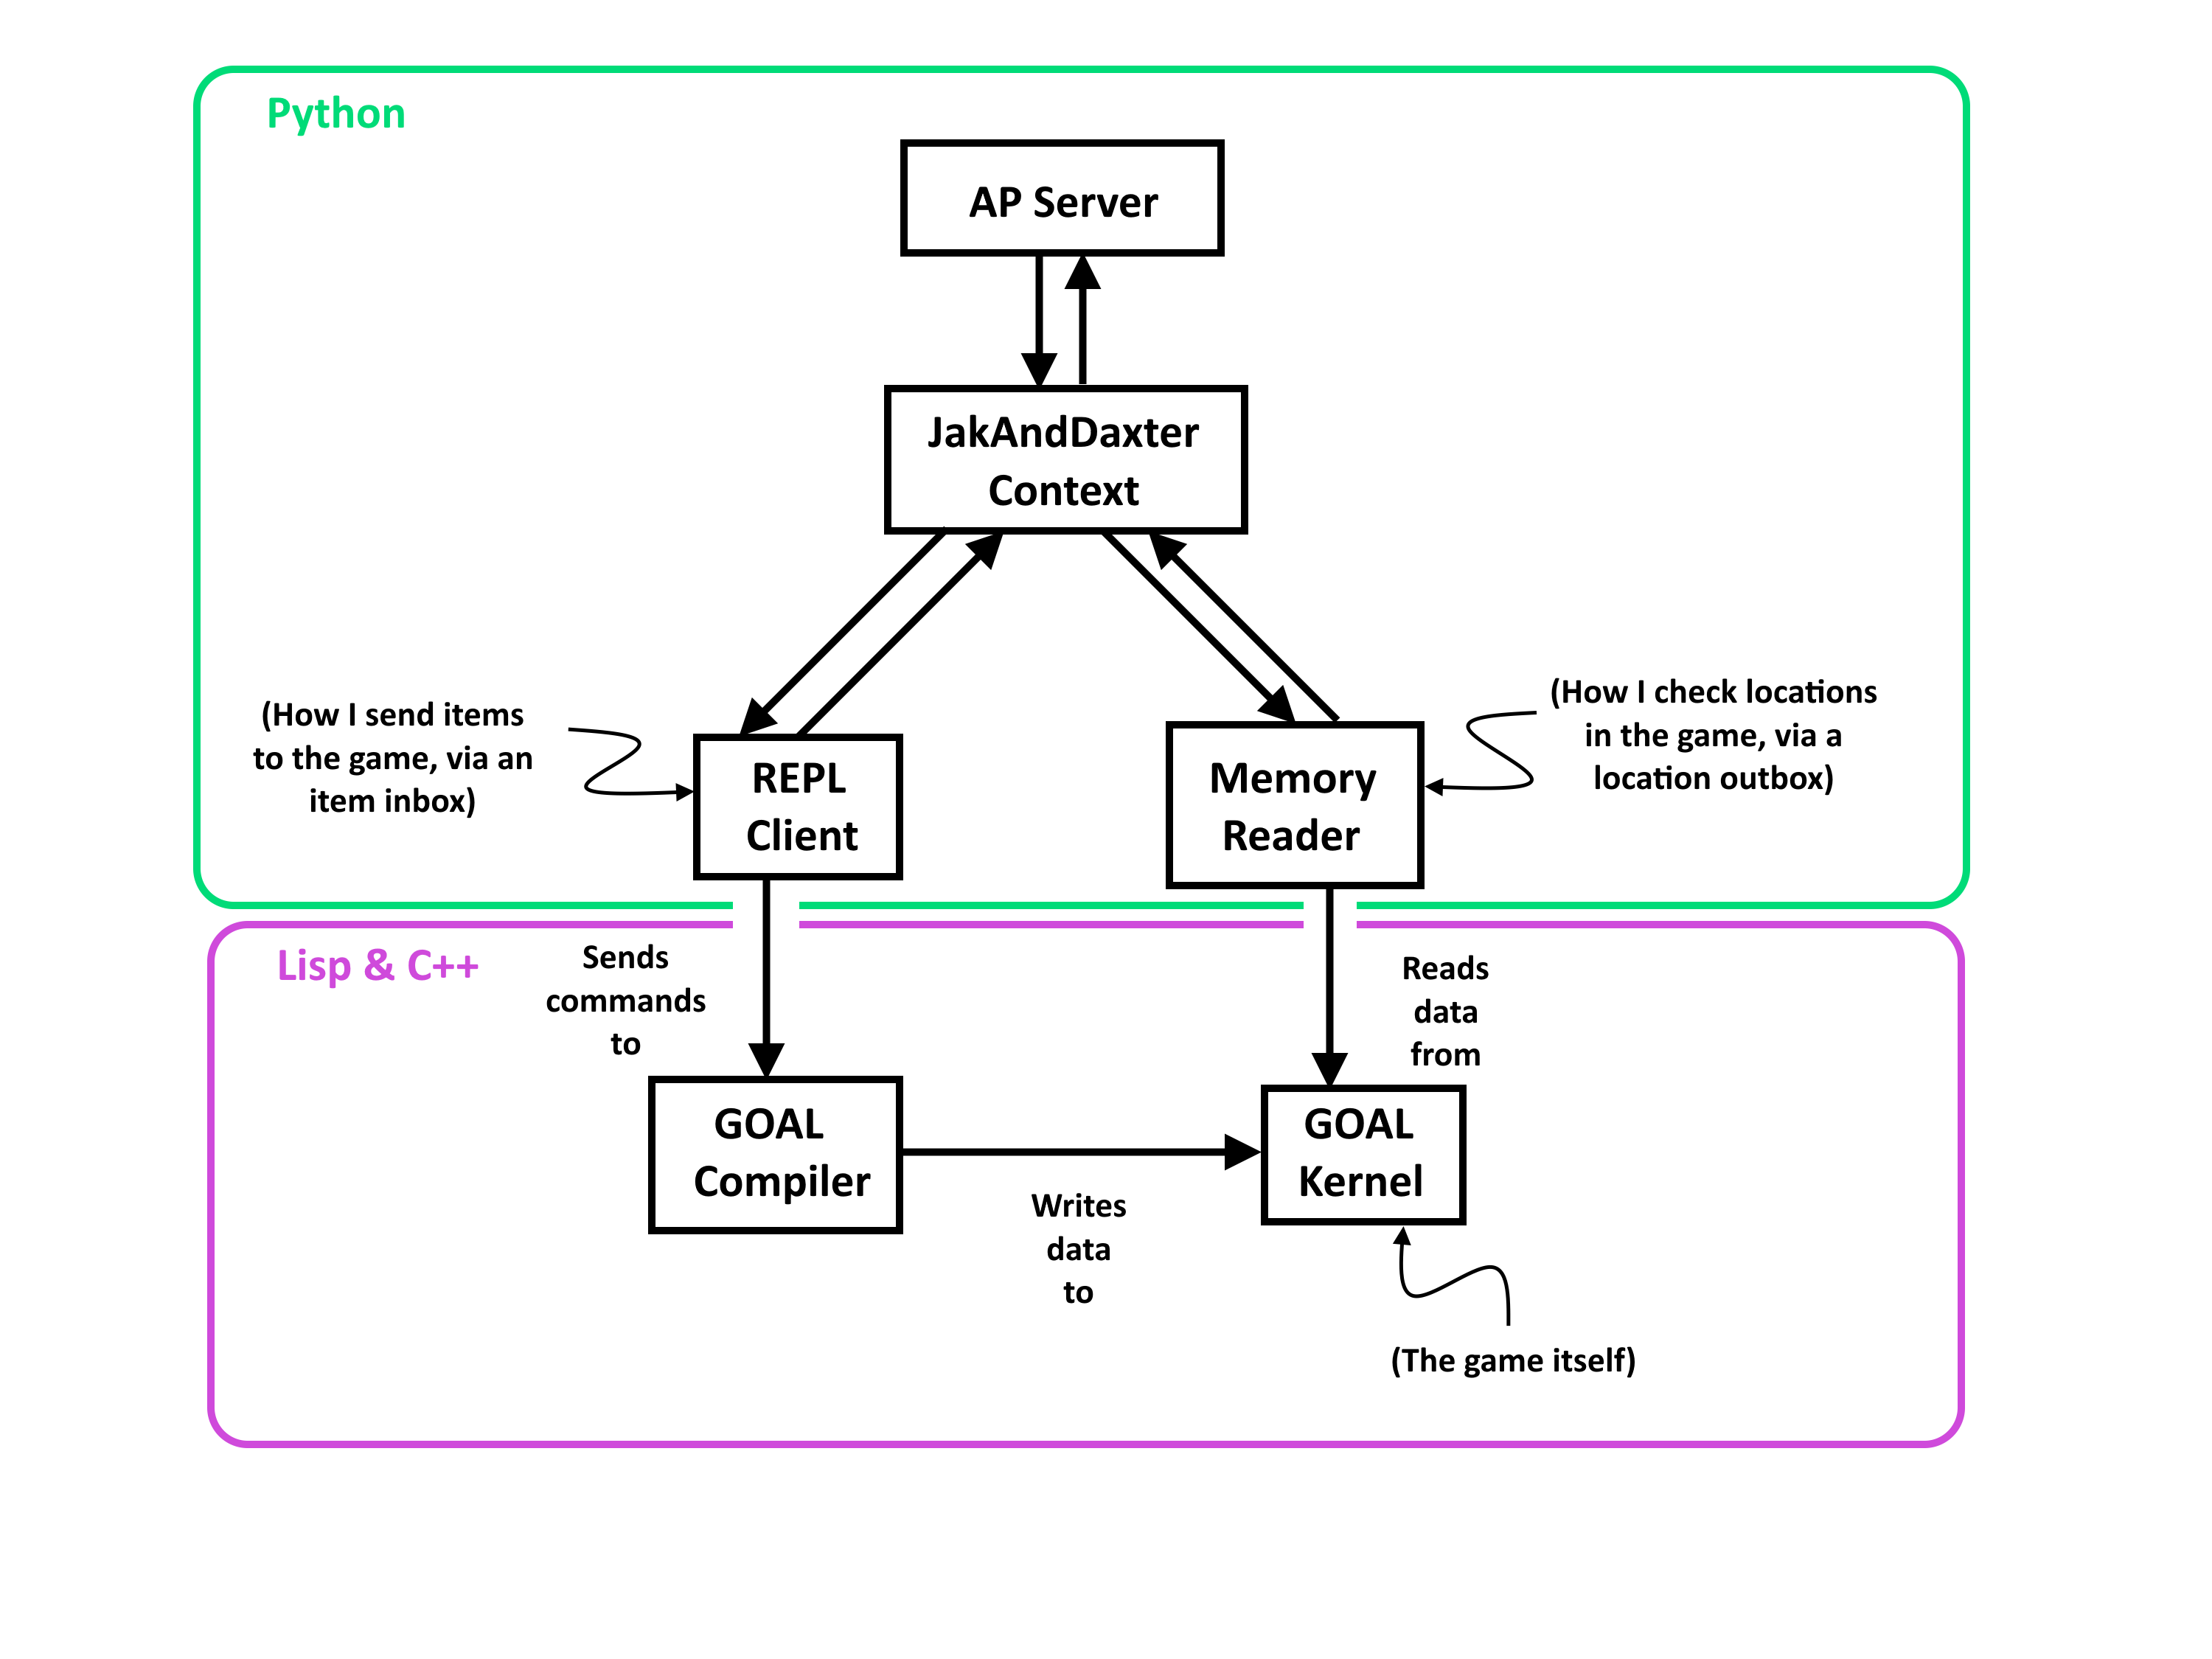 Python
AP Server
JakAndDaxter
Context
(How I send items
to the game, via an
item inbox)
REPL
Client
Memory
Reader
(How I check locations
in the game, via a
location outbox)
Lisp & C++
Sends
commands
to
Reads
data
from
GOAL
Compiler
Writes
data
to
GOAL
Kernel
(The game itself)